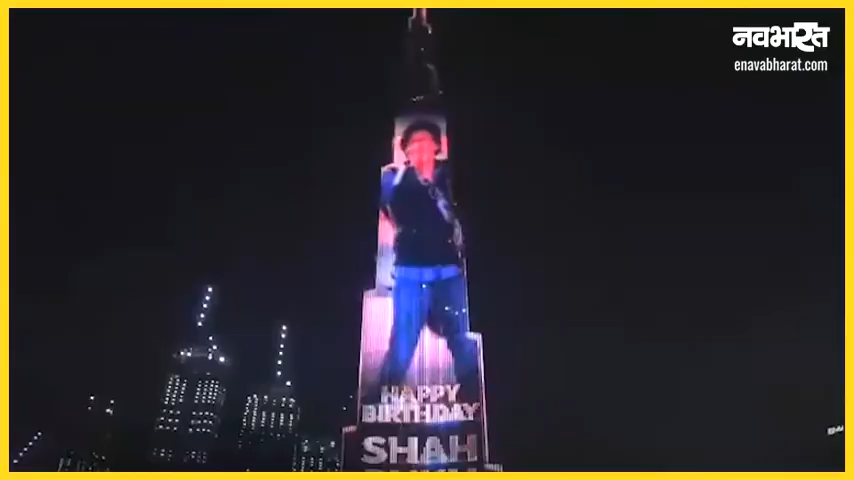 नवभारत
enavabharat.com
HAPPY
BIRTHDAY
SHAH